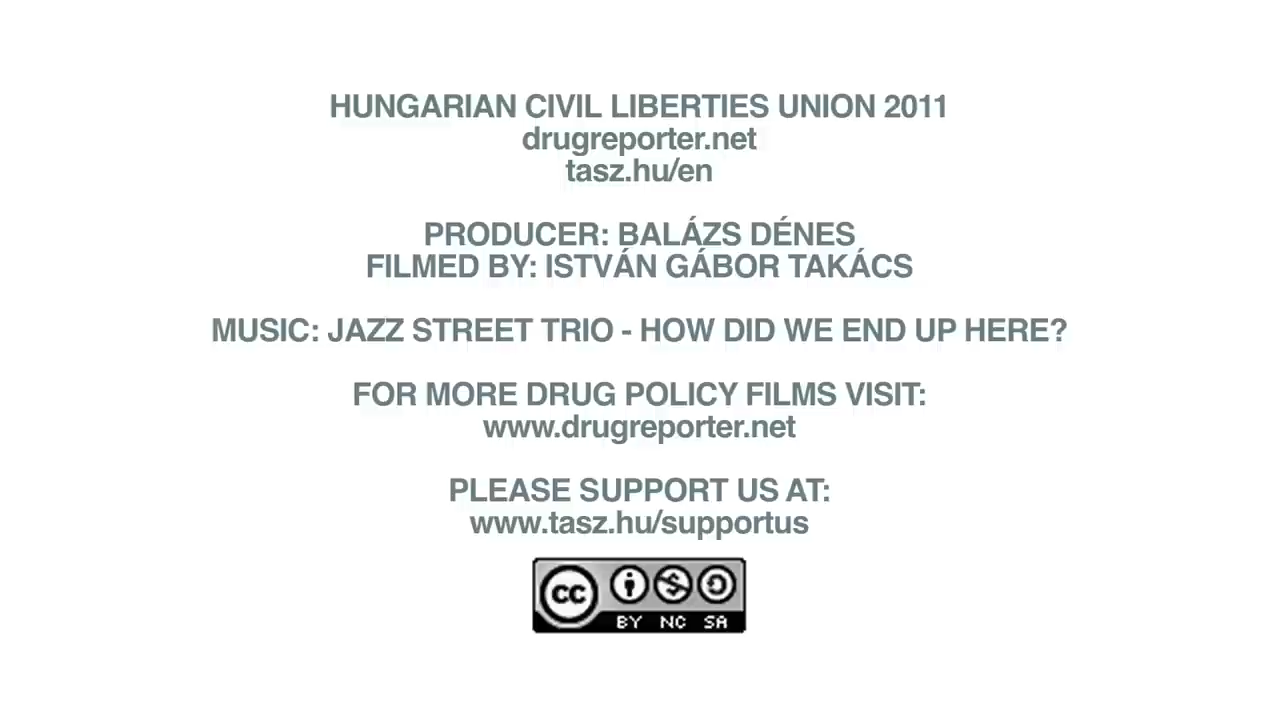 HUNGARIAN CIVIL LIBERTIES UNION 2011
drugreporter.net
tasz.hu/en
PRODUCER: BALÁZS DÉNES
FILMED BY: ISTVÁN GÁBOR TAKÁCS
MUSIC: JAZZ STREET TRIO - HOW DID WE END UP HERE?
FOR MORE DRUG POLICY FILMS VISIT:
www.drugreporter.net
PLEASE SUPPORT US AT:
www.tasz.hu/supportus
CC
BY NC SA